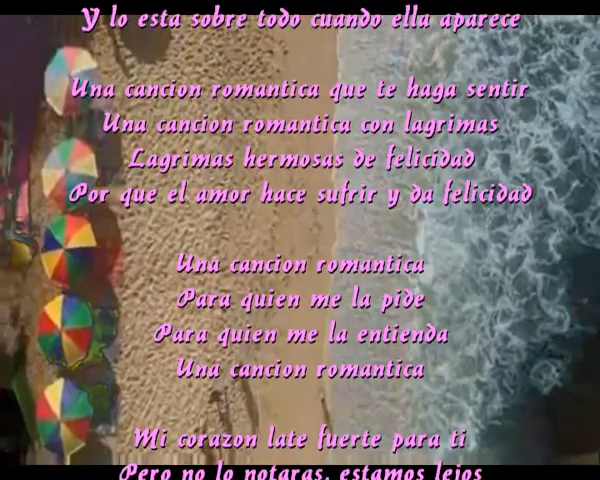 Y lo esta sobre todo cuando ella aparece
Una cancion romantica que te haga sentir
Una cancion romantica con lagrimas
Lagrimas hermosas de felicidad
Por que el amor hace sufrir y da felicidad
Una cancion romantica
Para quien me la pide
Para quien me la entienda
Una cancion romantica
Mi corazon late fuerte para ti
Pero no lo notaras, estamos lejos